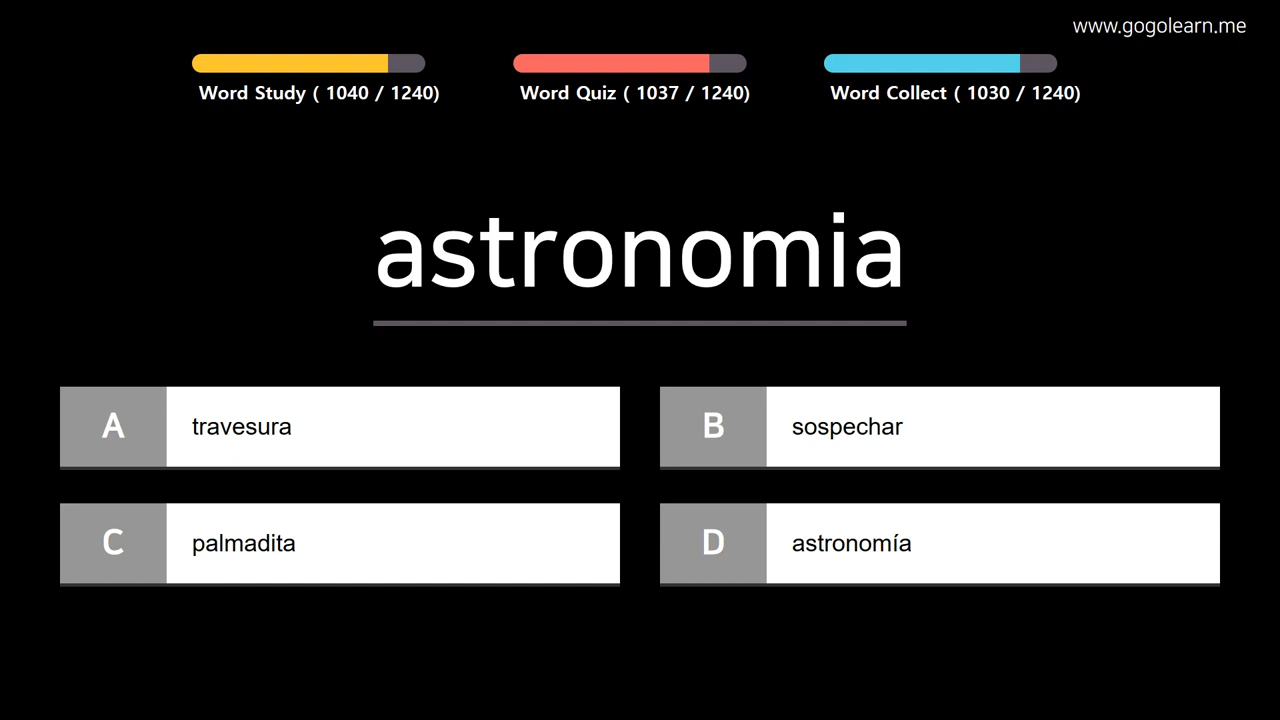 www.gogolearn.me
Word Study ( 1040 / 1240)
Word Quiz ( 1037 / 1240)
Word Collect ( 1030 / 1240)
astronomia
A travesura
B sospechar
C palmadita
D astronomía